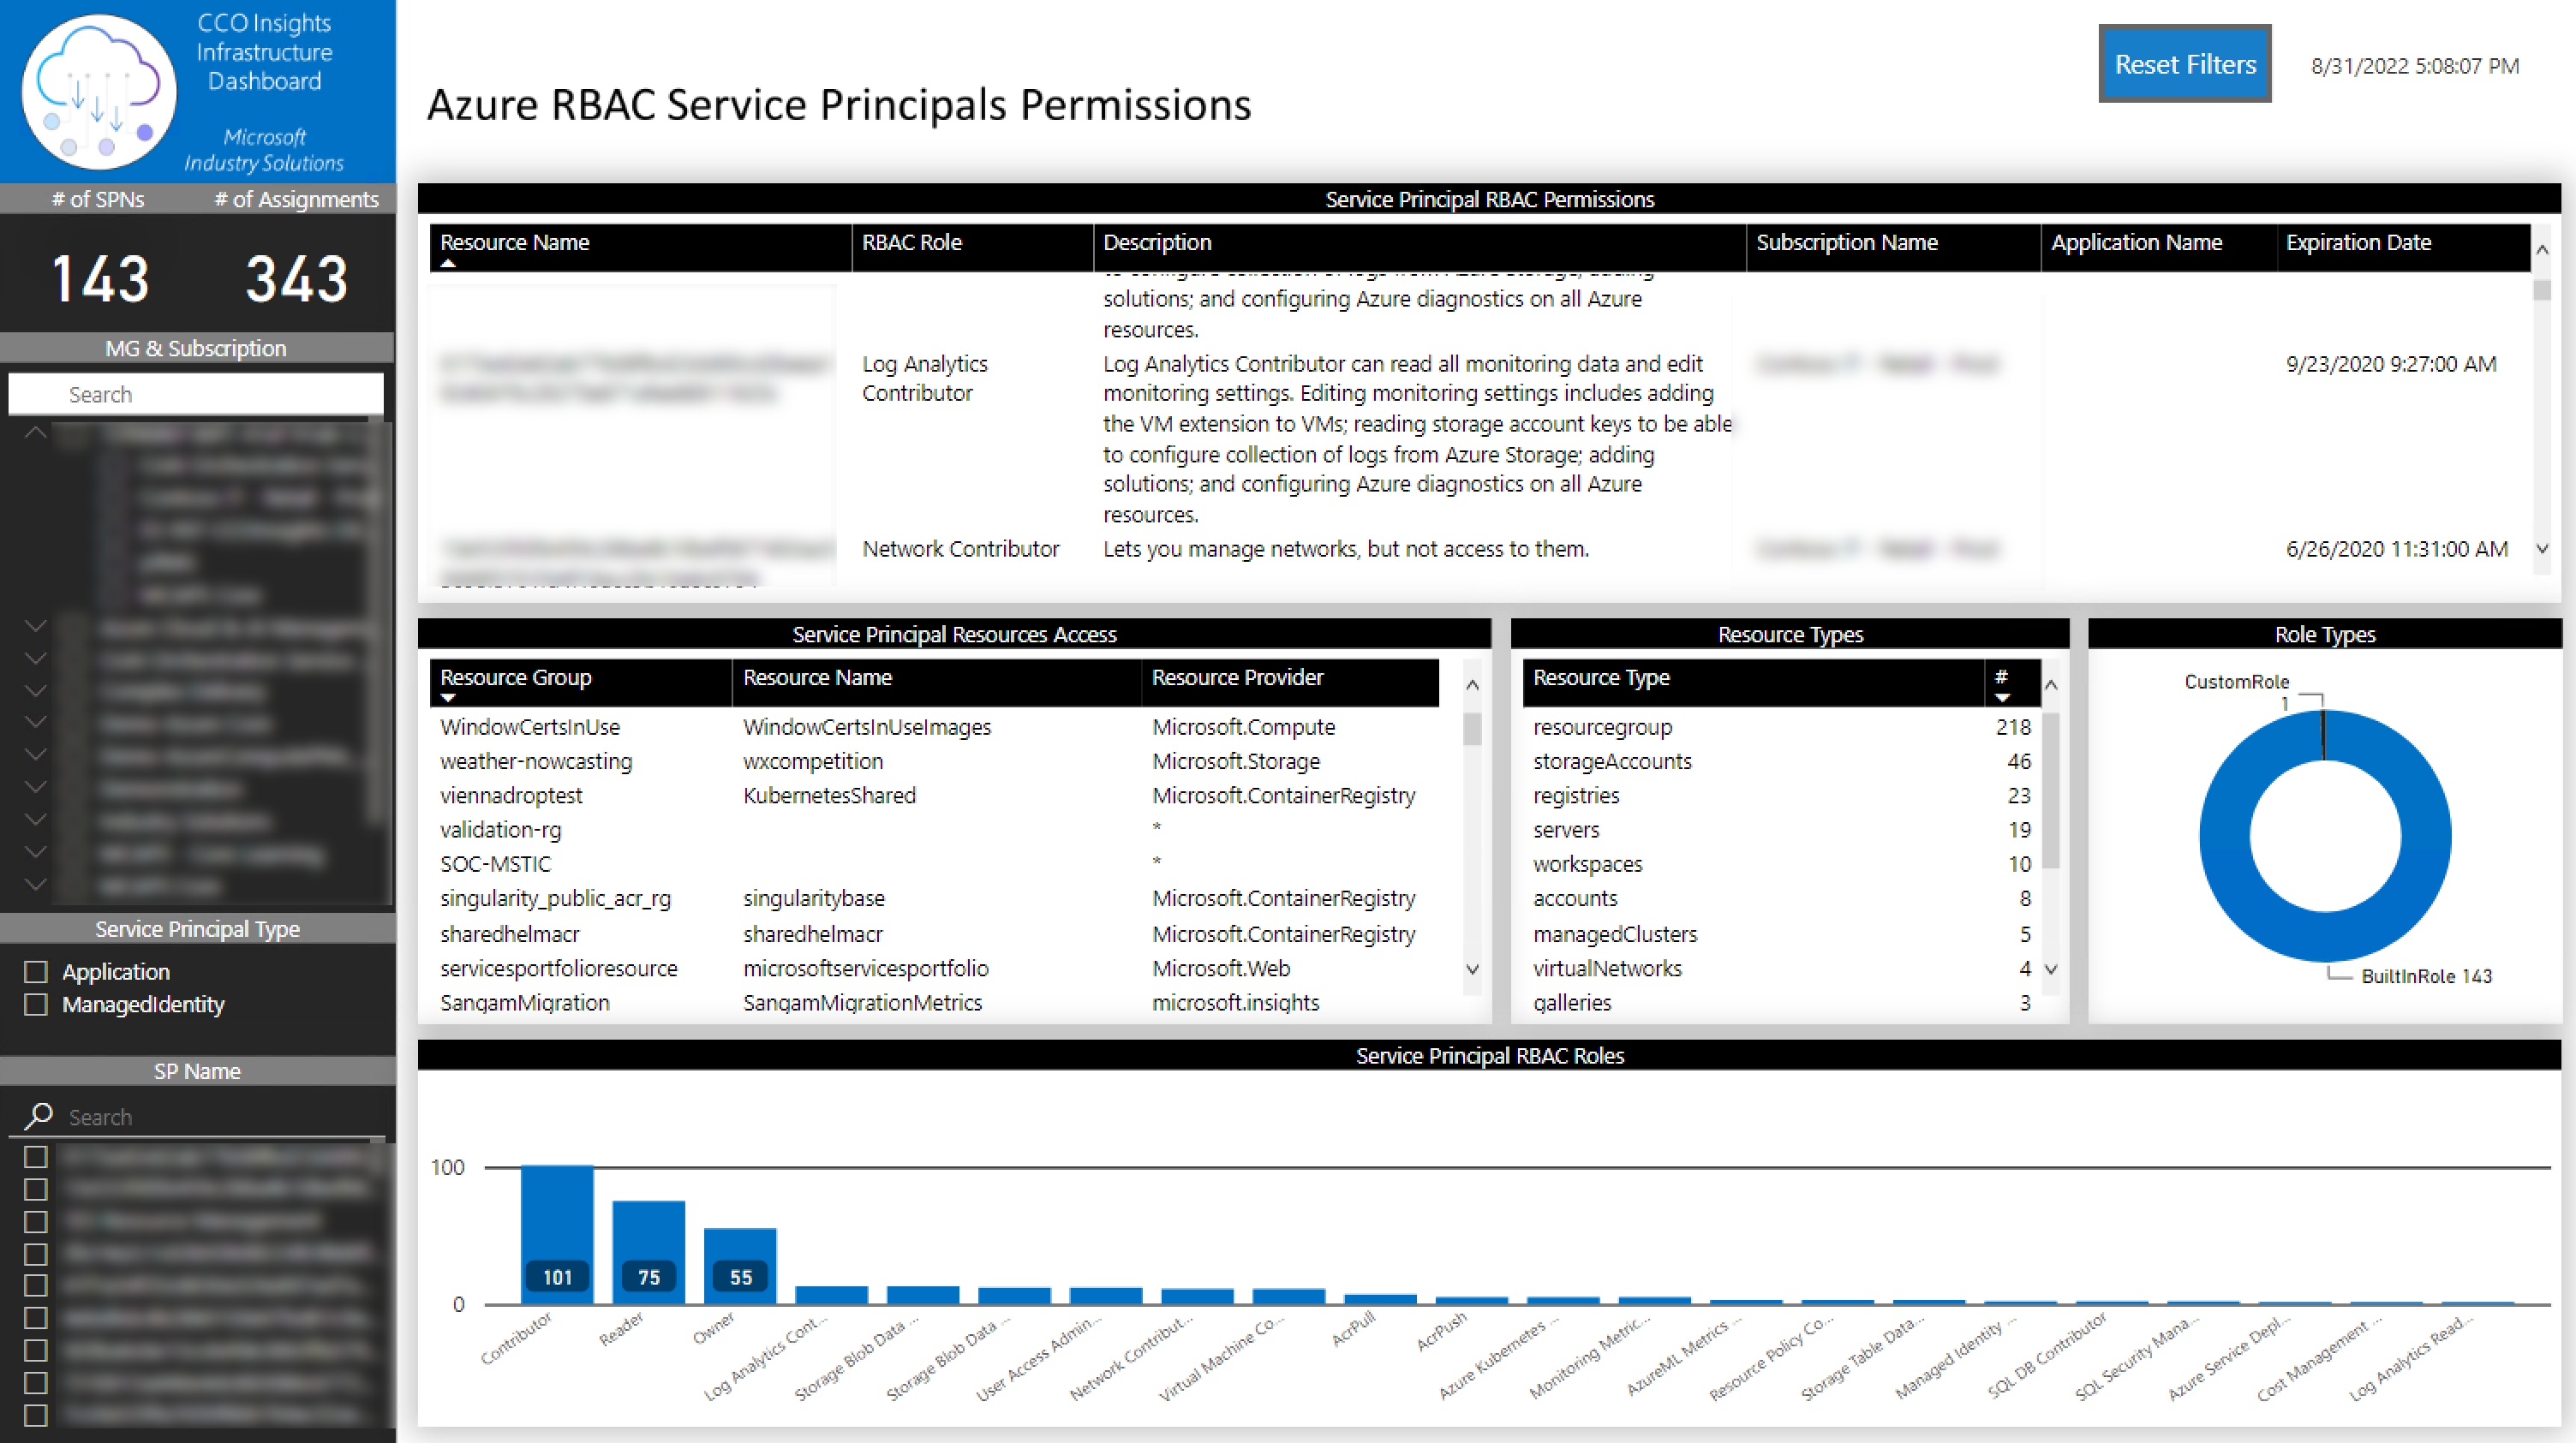 CCO Insights
Infrastructure
Dashboard
Microsoft
Industry Solutions
# of SPNs # of Assignments
143 343
MG & Subscription
Search
Service Principal Type
Application
ManagedIdentity
SP Name
Search
Azure RBAC Service Principals Permissions
Reset Filters
8/31/2022 5:08:07 PM
Service Principal RBAC Permissions
Resource Name RBAC Role Description Subscription Name Application Name Expiration Date
to configure collection of logs from Azure Storage; adding
solutions; and configuring Azure diagnostics on all Azure
resources.
Log Analytics Contributor can read all monitoring data and edit
Log Analytics
Contributor
monitoring settings. Editing monitoring settings includes adding
the VM extension to VMs; reading storage account keys to be able
to configure collection of logs from Azure Storage; adding
solutions; and configuring Azure diagnostics on all Azure
resources.
9/23/2020 9:27:00 AM
Network Contributor Lets you manage networks, but not access to them. 6/26/2020 11:31:00 AM
Service Principal Resources Access
Resource Group Resource Name Resource Provider
WindowCertsInUse WindowCertsInUseImages Microsoft.Compute
weather-nowcasting wxcompetition Microsoft.Storage
viennadroptest KubernetesShared Microsoft.ContainerRegistry
validation-rg *
SOC-MSTIC *
singularity_public_acr_rg singularitybase Microsoft.ContainerRegistry
sharedhelmacr sharedhelmacr Microsoft.ContainerRegistry
servicesportfolioresource microsoftservicesportfolio Microsoft.Web
SangamMigration SangamMigrationMetrics microsoft.insights
Resource Types
Resource Type #
resourcegroup 218
storageAccounts 46
registries 23
servers 19
workspaces 10
accounts 8
managedClusters 5
virtualNetworks 4
galleries 3
Role Types
CustomRole
1
BuiltInRole 143
Service Principal RBAC Roles
100
0
101 75 55
Contributor
Reader
Owner
Log Analytics Cont...
Storage Blob Data ...
Storage Blob Data ...
User Access Admin...
Network Contribut...
Virtual Machine Co...
AcrPull
AcrPush
Azure Kubernetes ...
Monitoring Metric...
AzureML Metrics ...
Resource Policy Co...
Storage Table Data...
Managed Identity ...
SQL DB Contributor
SQL Security Mana...
Azure Service Depl...
Cost Management ...
Log Analytics Read...